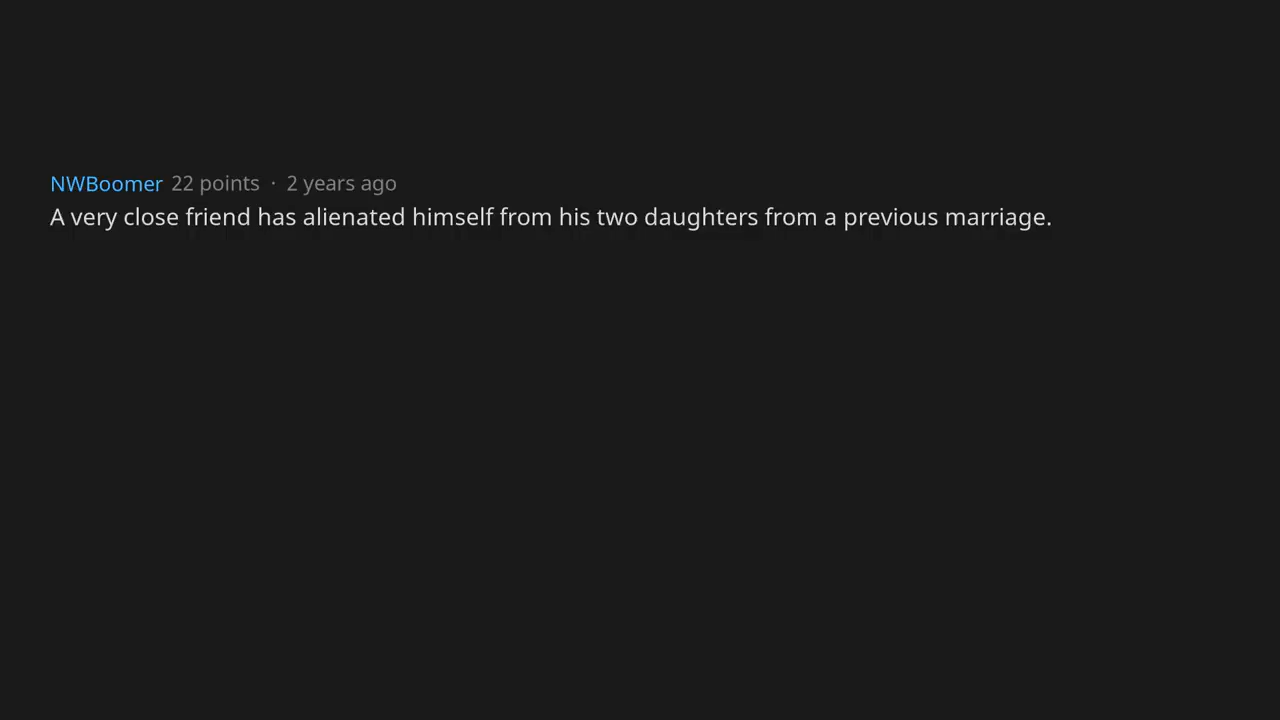 NWBoomer 22 points · 2 years ago
A very close friend has alienated himself from his two daughters from a previous marriage.